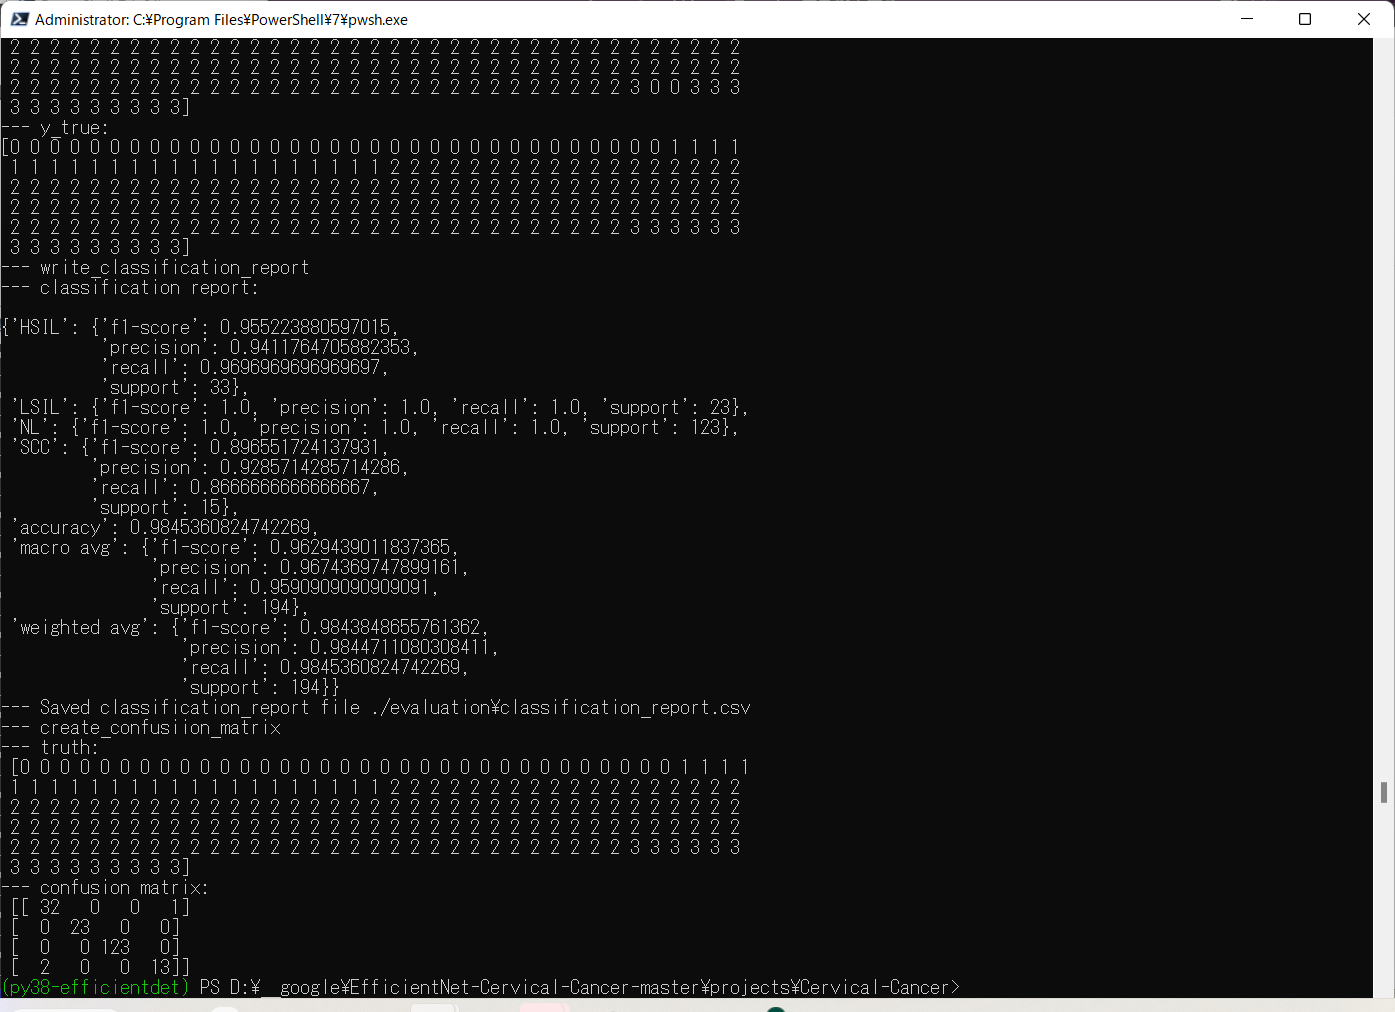 2 2 2 2 2 2 2 2 2 2 2 2 2 2 2 2 2 2 2 2 2 2 2 2 2 2 2 2 2 2 2 2 2 2 2 2 2
2 2 2 2 2 2 2 2 2 2 2 2 2 2 2 2 2 2 2 2 2 2 2 2 2 2 2 2 2 2 2 2 2 2 2 2 2
2 2 2 2 2 2 2 2 2 2 2 2 2 2 2 2 2 2 2 2 2 2 2 2 2 2 2 2 2 2 2 3 0 0 3 3 3
3 3 3 3 3 3 3 3 3]
--- y_true:
[0 0 0 0 0 0 0 0 0 0 0 0 0 0 0 0 0 0 0 0 0 0 0 0 0 0 0 0 0 0 0 0 0 1 1 1 1
1 1 1 1 1 1 1 1 1 1 1 1 1 1 1 1 1 1 1 2 2 2 2 2 2 2 2 2 2 2 2 2 2 2 2 2 2
2 2 2 2 2 2 2 2 2 2 2 2 2 2 2 2 2 2 2 2 2 2 2 2 2 2 2 2 2 2 2 2 2 2 2 2 2
2 2 2 2 2 2 2 2 2 2 2 2 2 2 2 2 2 2 2 2 2 2 2 2 2 2 2 2 2 2 2 2 2 2 2 2 2
2 2 2 2 2 2 2 2 2 2 2 2 2 2 2 2 2 2 2 2 2 2 2 2 2 2 2 2 2 2 2 3 3 3 3 3 3
3 3 3 3 3 3 3 3 3]
--- write_classification_report
--- classification report:
{'HSIL': {'f1-score': 0.955223880597015,
'precision': 0.9411764705882353,
'recall': 0.9696969696969697,
'support': 33},
'LSIL': {'f1-score': 1.0, 'precision': 1.0, 'recall': 1.0, 'support': 23},
'NL': {'f1-score': 1.0, 'precision': 1.0, 'recall': 1.0, 'support': 123},
'SCC': {'f1-score': 0.896551724137931,
'precision': 0.9285714285714286,
'recall': 0.8666666666666667,
'support': 15},
'accuracy': 0.9845360824742269,
'macro avg': {'f1-score': 0.9629439011837365,
'precision': 0.9674369747899161,
'recall': 0.9590909090909091,
'support': 194},
'weighted avg': {'f1-score': 0.9843848655761362,
'precision': 0.9844711080308411,
'recall': 0.9845360824742269,
'support': 194}}
--- Saved classification_report file ./evaluation¥classification_report.csv
--- create_confusiion_matrix
--- truth:
[0 0 0 0 0 0 0 0 0 0 0 0 0 0 0 0 0 0 0 0 0 0 0 0 0 0 0 0 0 0 0 0 0 1 1 1 1
1 1 1 1 1 1 1 1 1 1 1 1 1 1 1 1 1 1 1 2 2 2 2 2 2 2 2 2 2 2 2 2 2 2 2 2 2
2 2 2 2 2 2 2 2 2 2 2 2 2 2 2 2 2 2 2 2 2 2 2 2 2 2 2 2 2 2 2 2 2 2 2 2 2
2 2 2 2 2 2 2 2 2 2 2 2 2 2 2 2 2 2 2 2 2 2 2 2 2 2 2 2 2 2 2 2 2 2 2 2 2
2 2 2 2 2 2 2 2 2 2 2 2 2 2 2 2 2 2 2 2 2 2 2 2 2 2 2 2 2 2 2 3 3 3 3 3 3
3 3 3 3 3 3 3 3 3]
--- confusion matrix:
[[ 32 0 0 1]
[ 0 23 0 0]
[ 0 0 123 0]
[ 2 0 0 13]]
(py38-efficientdet) PS D:¥__google¥EfficientNet-Cervical-Cancer-master¥projects¥Cervical-Cancer>
Administrator: C:¥Program Files¥PowerShell¥7¥pwsh.exe